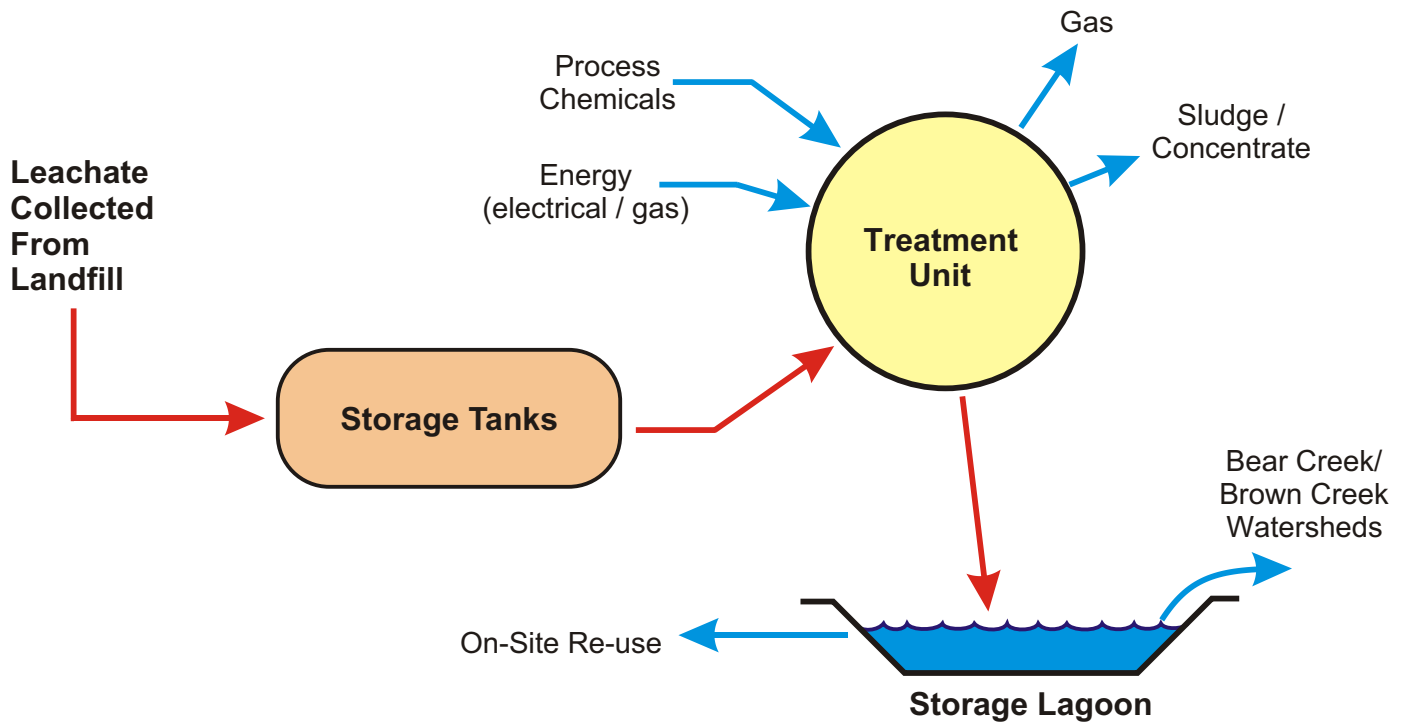 Gas
Process
Chemicals
Sludge /
Concentrate
Leachate
Collected
From
Landfill
Energy
(electrical / gas)
Treatment
Unit
Storage Tanks
Bear Creek/
Brown Creek
Watersheds
On-Site Re-use
Storage Lagoon